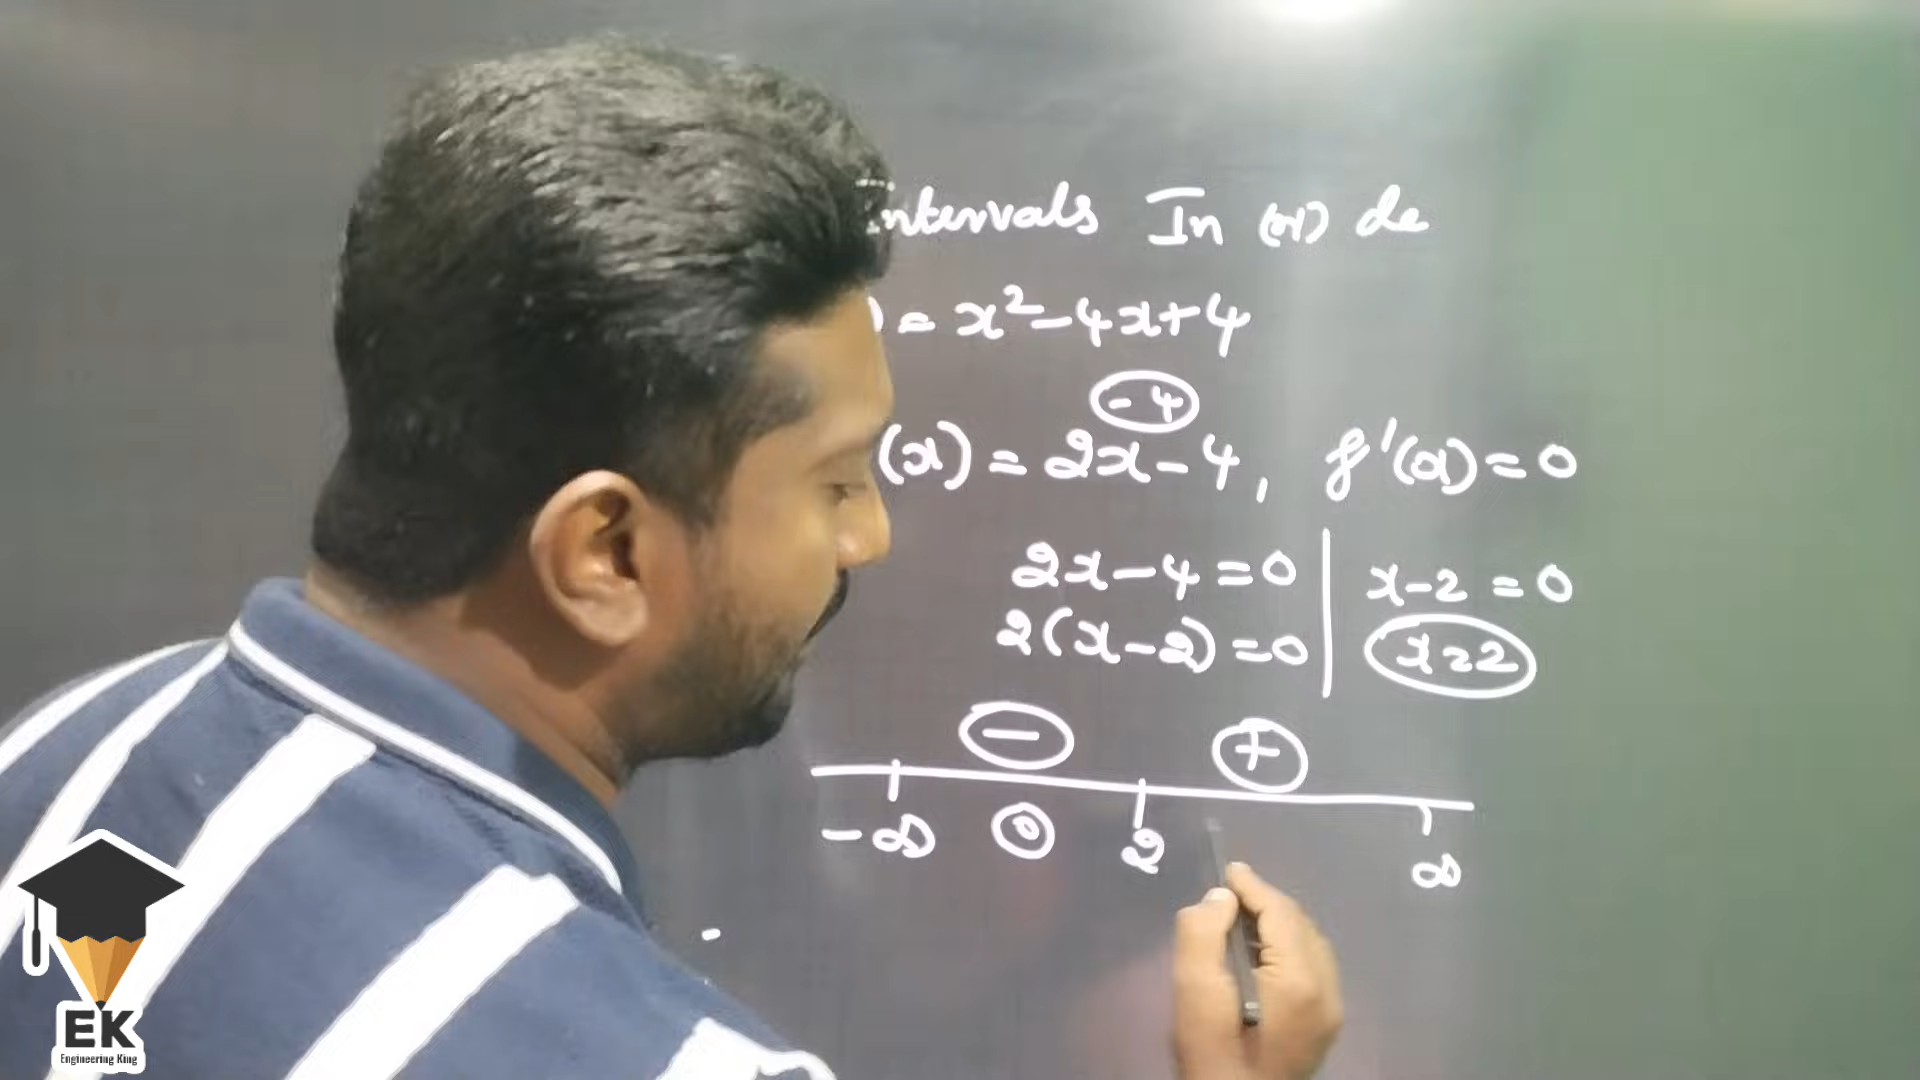 ntervals In (or) de
) = x²-4x+4
-4
(x) = 2x-4, f'(x)=0
2x-4=0 | x-2=0
2(x-2)=0 | x=2
- +
-∞ 0 2 ∞
EK
Engineering King